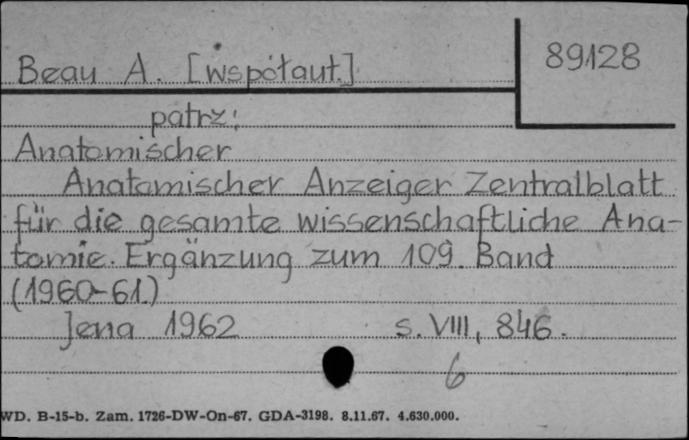 89128
Beau A. [współaut.]
patrz:
Anatomischer
Anatomischer Anzeiger Zentralblatt
für die gesamte wissenschaftliche Ana-
tomie. Ergänzung zum 109. Band
(1960-61.)
Jena 1962 s. VIII, 846.
6
WD. B-15-b. Zam. 1726-DW-On-67. GDA-3198. 8.11.67. 4.630.000.